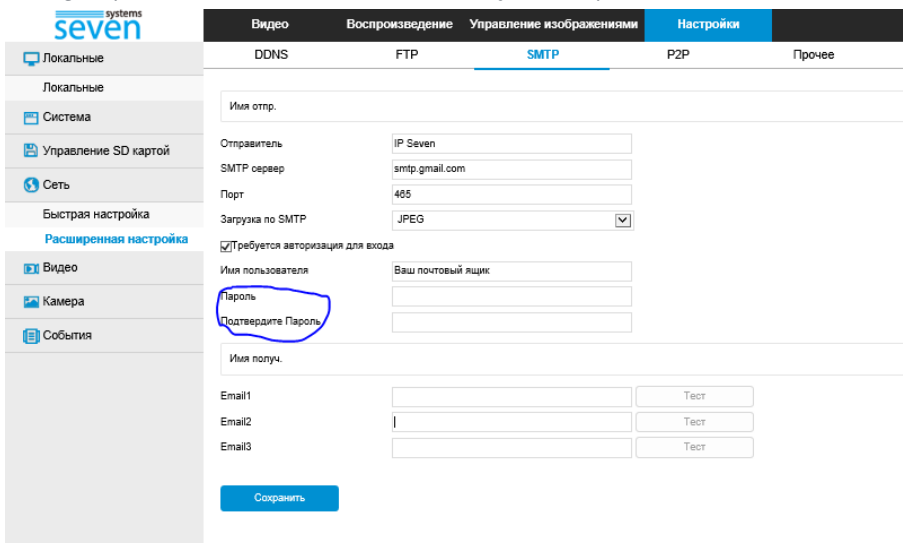 systems
seven
Видео Воспроизведение Управление изображениями Настройки
DDNS FTP SMTP P2P Прочее
Локальные
Локальные
Система
Управление SD картой
Сеть
Быстрая настройка
Расширенная настройка
Видео
Камера
События
Имя отпр.
Отправитель IP Seven
SMTP сервер smtp.gmail.com
Порт 465
Загрузка по SMTP JPEG
Требуется авторизация для входа
Имя пользователя Ваш почтовый ящик
Пароль
Подтвердите Пароль
Имя получ.
Email1 Тест
Email2 Тест
Email3 Тест
Сохранить